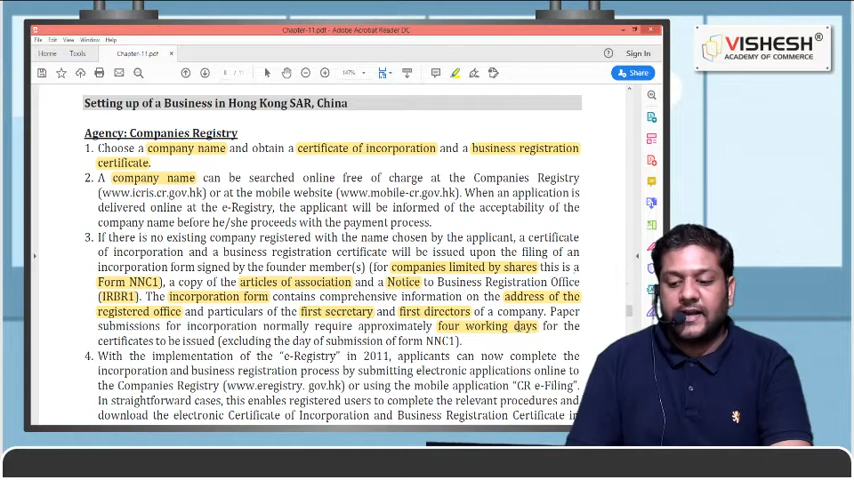 Chapter-11.pdf - Adobe Acrobat Reader DC
File Edit View Window Help
Home Tools Chapter-11.pdf × Sign In
147% Share
VISHESH®
ACADEMY OF COMMERCE
Setting up of a Business in Hong Kong SAR, China
Agency: Companies Registry
1. Choose a company name and obtain a certificate of incorporation and a business registration
certificate.
2. A company name can be searched online free of charge at the Companies Registry
(www.icris.cr.gov.hk) or at the mobile website (www.mobile-cr.gov.hk). When an application is
delivered online at the e-Registry, the applicant will be informed of the acceptability of the
company name before he/she proceeds with the payment process.
3. If there is no existing company registered with the name chosen by the applicant, a certificate
of incorporation and a business registration certificate will be issued upon the filing of an
incorporation form signed by the founder member(s) (for companies limited by shares this is a
Form NNC1), a copy of the articles of association and a Notice to Business Registration Office
(IRBR1). The incorporation form contains comprehensive information on the address of the
registered office and particulars of the first secretary and first directors of a company. Paper
submissions for incorporation normally require approximately four working days for the
certificates to be issued (excluding the day of submission of form NNC1).
4. With the implementation of the "e-Registry" in 2011, applicants can now complete the
incorporation and business registration process by submitting electronic applications online to
the Companies Registry (www.eregistry. gov.hk) or using the mobile application "CR e-Filing".
In straightforward cases, this enables registered users to complete the relevant procedures and
download the electronic Certificate of Incorporation and Business Registration Certificate in